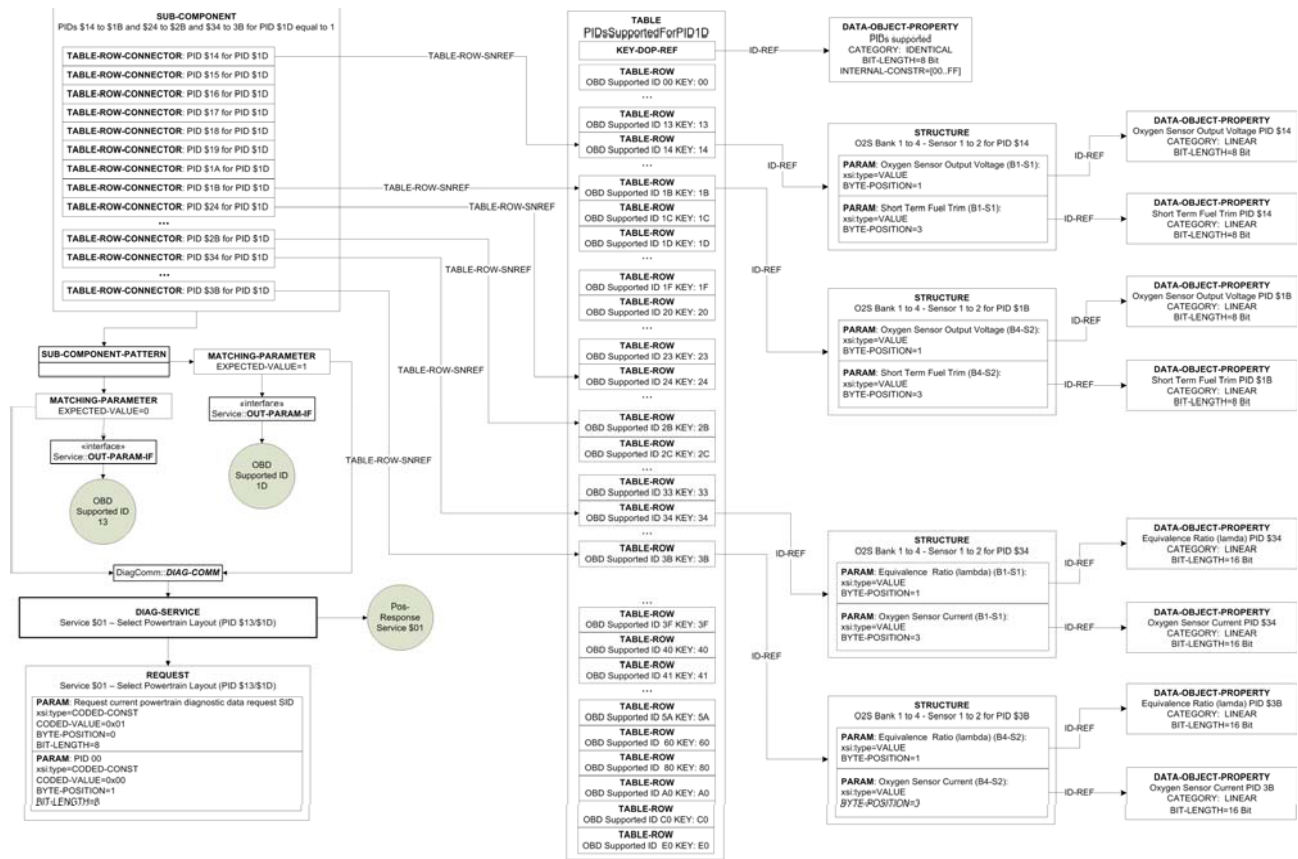 SUB-COMPONENT
PIDs $14 to $1B and $24 to $2B and $34 to 3B for PID $1D equal to 1
TABLE-ROW-CONNECTOR: PID $14 for PID $1D
TABLE-ROW-CONNECTOR: PID $15 for PID $1D
TABLE-ROW-CONNECTOR: PID $16 for PID $1D
TABLE-ROW-CONNECTOR: PID $17 for PID $1D
TABLE-ROW-CONNECTOR: PID $18 for PID $1D
TABLE-ROW-CONNECTOR: PID $19 for PID $1D
TABLE-ROW-CONNECTOR: PID $1A for PID $1D
TABLE-ROW-CONNECTOR: PID $1B for PID $1D
TABLE-ROW-CONNECTOR: PID $24 for PID $1D
...
TABLE-ROW-CONNECTOR: PID $2B for PID $1D
TABLE-ROW-CONNECTOR: PID $34 for PID $1D
...
TABLE-ROW-CONNECTOR: PID $3B for PID $1D
SUB-COMPONENT-PATTERN
MATCHING-PARAMETER
EXPECTED-VALUE=1
MATCHING-PARAMETER
EXPECTED-VALUE=0
«interface»
Service::OUT-PARAM-IF
«interface»
Service::OUT-PARAM-IF
OBD
Supported ID
1D
OBD
Supported ID
13
DiagComm::DIAG-COMM
DIAG-SERVICE
Service $01 – Select Powertrain Layout (PID $13/$1D)
Pos-
Response
Service $01
REQUEST
Service $01 – Select Powertrain Layout (PID $13/$1D)
PARAM: Request current powertrain diagnostic data request SID
xsi:type=CODED-CONST
CODED-VALUE=0x01
BYTE-POSITION=0
BIT-LENGTH=8
PARAM: PID 00
xsi:type=CODED-CONST
CODED-VALUE=0x00
BYTE-POSITION=1
BIT-LENGTH=8
TABLE-ROW-SNREF
TABLE-ROW-SNREF
TABLE-ROW-SNREF
TABLE-ROW-SNREF
TABLE-ROW-SNREF
TABLE-ROW-SNREF
TABLE
PIDsSupportedForPID1D
KEY-DOP-REF
TABLE-ROW
OBD Supported ID 00 KEY: 00
...
TABLE-ROW
OBD Supported ID 13 KEY: 13
TABLE-ROW
OBD Supported ID 14 KEY: 14
...
TABLE-ROW
OBD Supported ID 1B KEY: 1B
TABLE-ROW
OBD Supported ID 1C KEY: 1C
TABLE-ROW
OBD Supported ID 1D KEY: 1D
...
TABLE-ROW
OBD Supported ID 1F KEY: 1F
TABLE-ROW
OBD Supported ID 20 KEY: 20
...
TABLE-ROW
OBD Supported ID 23 KEY: 23
TABLE-ROW
OBD Supported ID 24 KEY: 24
...
TABLE-ROW
OBD Supported ID 2B KEY: 2B
TABLE-ROW
OBD Supported ID 2C KEY: 2C
...
TABLE-ROW
OBD Supported ID 33 KEY: 33
TABLE-ROW
OBD Supported ID 34 KEY: 34
...
TABLE-ROW
OBD Supported ID 3B KEY: 3B
...
TABLE-ROW
OBD Supported ID 3F KEY: 3F
TABLE-ROW
OBD Supported ID 40 KEY: 40
TABLE-ROW
OBD Supported ID 41 KEY: 41
...
TABLE-ROW
OBD Supported ID 5A KEY: 5A
TABLE-ROW
OBD Supported ID 60 KEY: 60
TABLE-ROW
OBD Supported ID 80 KEY: 80
TABLE-ROW
OBD Supported ID A0 KEY: A0
TABLE-ROW
OBD Supported ID C0 KEY: C0
TABLE-ROW
OBD Supported ID E0 KEY: E0
ID-REF
DATA-OBJECT-PROPERTY
PIDs supported
CATEGORY: IDENTICAL
BIT-LENGTH=8 Bit
INTERNAL-CONSTR=[00..FF]
ID-REF
STRUCTURE
O2S Bank 1 to 4 - Sensor 1 to 2 for PID $14
PARAM: Oxygen Sensor Output Voltage (B1-S1):
xsi:type=VALUE
BYTE-POSITION=1
PARAM: Short Term Fuel Trim (B1-S1):
xsi:type=VALUE
BYTE-POSITION=3
ID-REF
DATA-OBJECT-PROPERTY
Oxygen Sensor Output Voltage PID $14
CATEGORY: LINEAR
BIT-LENGTH=8 Bit
ID-REF
DATA-OBJECT-PROPERTY
Short Term Fuel Trim PID $14
CATEGORY: LINEAR
BIT-LENGTH=8 Bit
ID-REF
STRUCTURE
O2S Bank 1 to 4 - Sensor 1 to 2 for PID $1B
PARAM: Oxygen Sensor Output Voltage (B4-S2):
xsi:type=VALUE
BYTE-POSITION=1
PARAM: Short Term Fuel Trim (B4-S2):
xsi:type=VALUE
BYTE-POSITION=3
ID-REF
DATA-OBJECT-PROPERTY
Oxygen Sensor Output Voltage PID $1B
CATEGORY: LINEAR
BIT-LENGTH=8 Bit
ID-REF
DATA-OBJECT-PROPERTY
Short Term Fuel Trim PID $1B
CATEGORY: LINEAR
BIT-LENGTH=8 Bit
ID-REF
STRUCTURE
O2S Bank 1 to 4 - Sensor 1 to 2 for PID $34
PARAM: Equivalence Ratio (lambda) (B1-S1):
xsi:type=VALUE
BYTE-POSITION=1
PARAM: Oxygen Sensor Current (B1-S1):
xsi:type=VALUE
BYTE-POSITION=3
ID-REF
DATA-OBJECT-PROPERTY
Equivalence Ratio (lamda) PID $34
CATEGORY: LINEAR
BIT-LENGTH=16 Bit
ID-REF
DATA-OBJECT-PROPERTY
Oxygen Sensor Current PID $34
CATEGORY: LINEAR
BIT-LENGTH=16 Bit
ID-REF
STRUCTURE
O2S Bank 1 to 4 - Sensor 1 to 2 for PID $3B
PARAM: Equivalence Ratio (lambda) (B4-S2):
xsi:type=VALUE
BYTE-POSITION=1
PARAM: Oxygen Sensor Current (B4-S2):
xsi:type=VALUE
BYTE-POSITION=3
ID-REF
DATA-OBJECT-PROPERTY
Equivalence Ratio (lamda) PID $3B
CATEGORY: LINEAR
BIT-LENGTH=16 Bit
ID-REF
DATA-OBJECT-PROPERTY
Oxygen Sensor Current PID 3B
CATEGORY: LINEAR
BIT-LENGTH=16 Bit